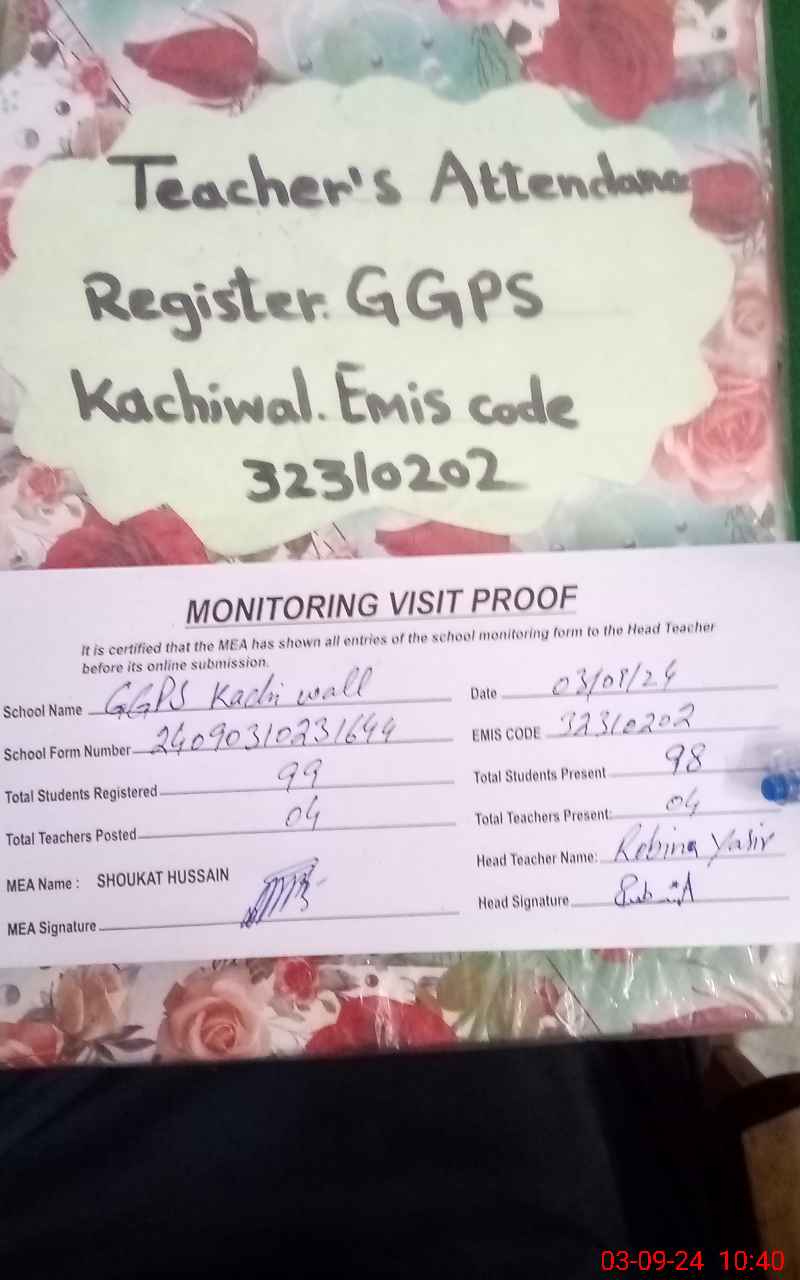 Teacher's Attendance
Register. GGPS
Kachiwal. Emis code
32310202
MONITORING VISIT PROOF
It is certified that the MEA has shown all entries of the school monitoring form to the Head Teacher
before its online submission.
School Name GGPS Kachi wall
Date 03/09/24
School Form Number 24090310231644
EMIS CODE 32310202
Total Students Registered 99
Total Students Present 98
Total Teachers Posted 04
Total Teachers Present: 04
MEA Name : SHOUKAT HUSSAIN
Head Teacher Name: Robina Yasir
MEA Signature
Head Signature
03-09-24 10:40